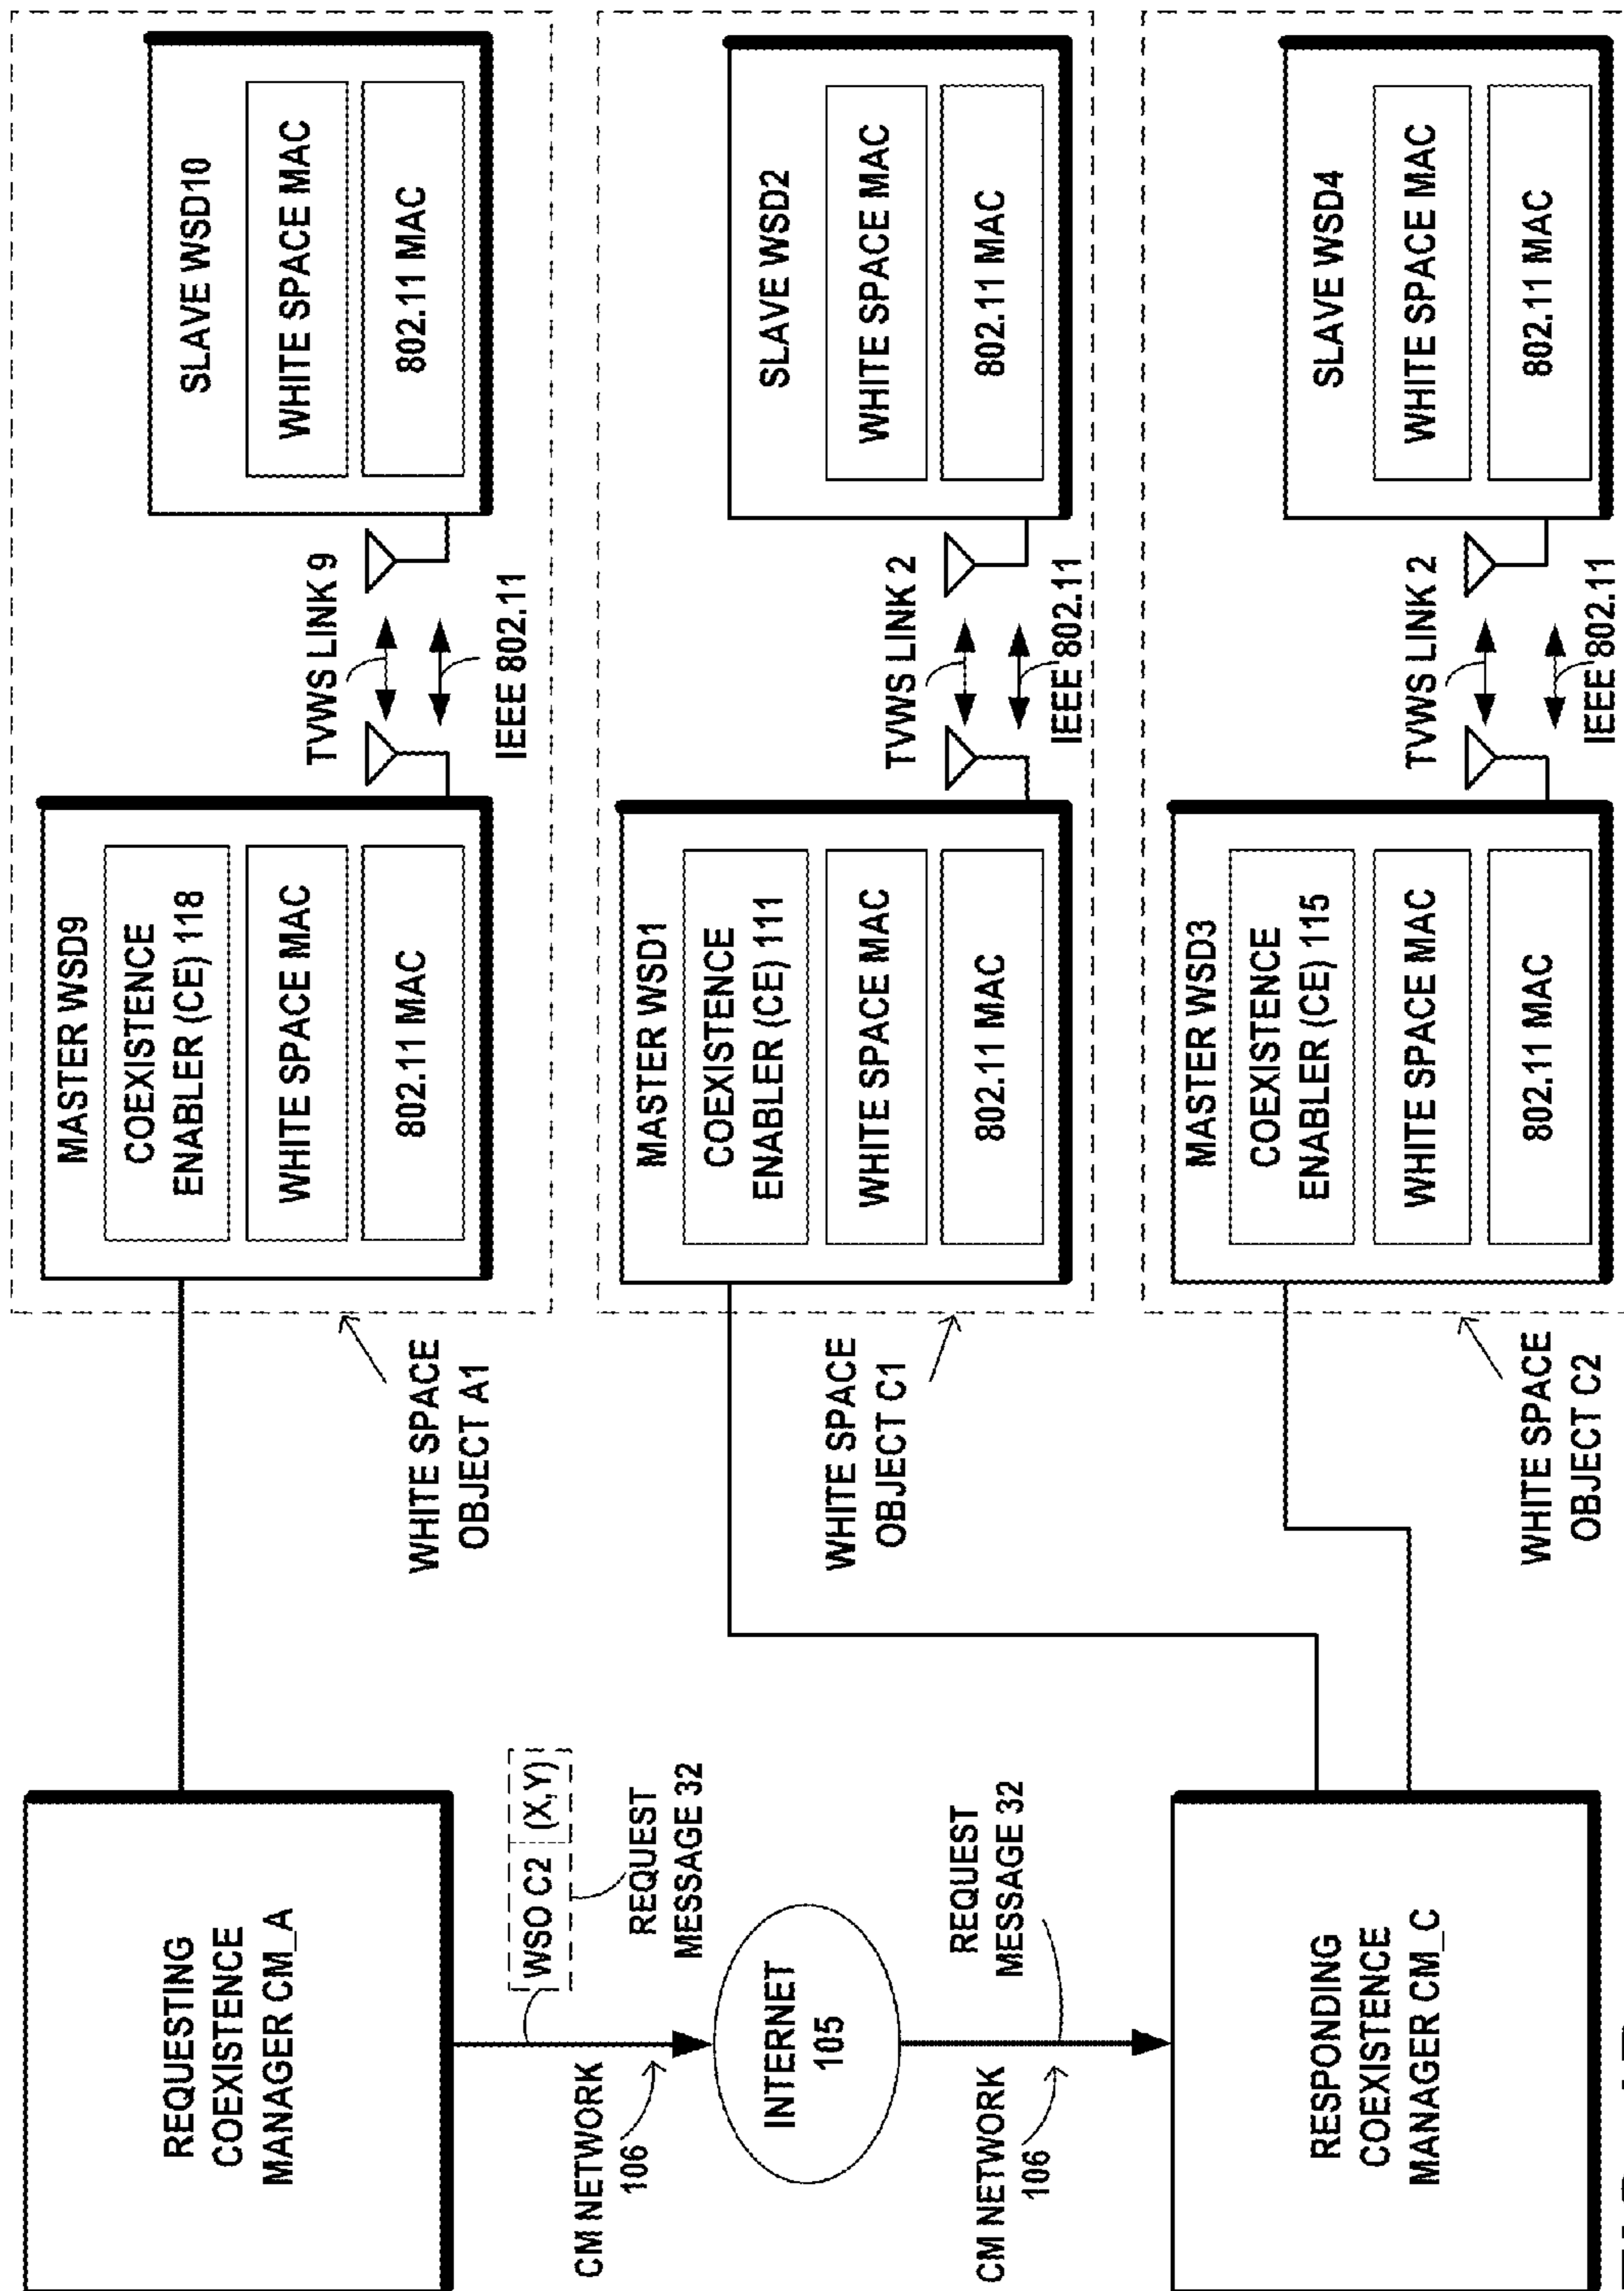 REQUESTING
COEXISTENCE
MANAGER CM_A
CM NETWORK
106
WSO C2
(X,Y)
REQUEST
MESSAGE 32
INTERNET
105
CM NETWORK
106
REQUEST
MESSAGE 32
RESPONDING
COEXISTENCE
MANAGER CM_C
WHITE SPACE
OBJECT A1
MASTER WSD9
COEXISTENCE
ENABLER (CE) 118
WHITE SPACE MAC
802.11 MAC
TVWS LINK 9
IEEE 802.11
SLAVE WSD10
WHITE SPACE MAC
802.11 MAC
WHITE SPACE
OBJECT C1
MASTER WSD1
COEXISTENCE
ENABLER (CE) 111
WHITE SPACE MAC
802.11 MAC
TVWS LINK 2
IEEE 802.11
SLAVE WSD2
WHITE SPACE MAC
802.11 MAC
WHITE SPACE
OBJECT C2
MASTER WSD3
COEXISTENCE
ENABLER (CE) 115
WHITE SPACE MAC
802.11 MAC
TVWS LINK 2
IEEE 802.11
SLAVE WSD4
WHITE SPACE MAC
802.11 MAC